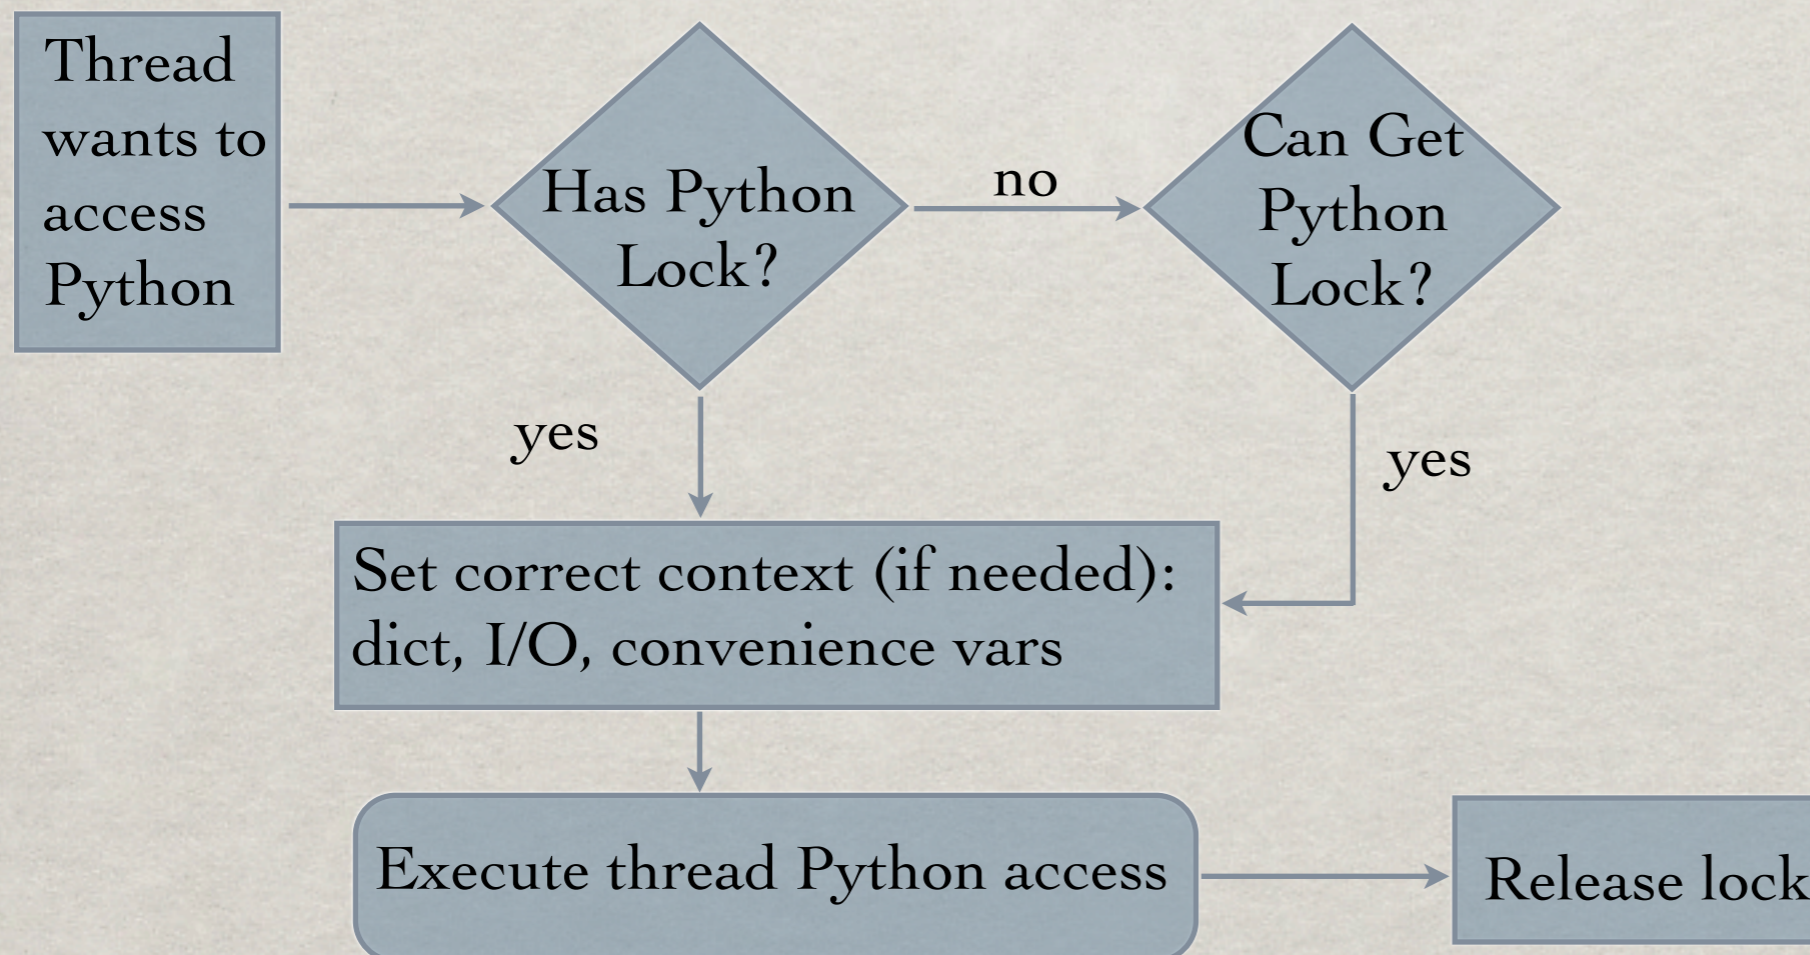 Thread
wants to
access
Python
Has Python
Lock?
no
Can Get
Python
Lock?
yes
yes
Set correct context (if needed):
dict, I/O, convenience vars
Execute thread Python access
Release lock